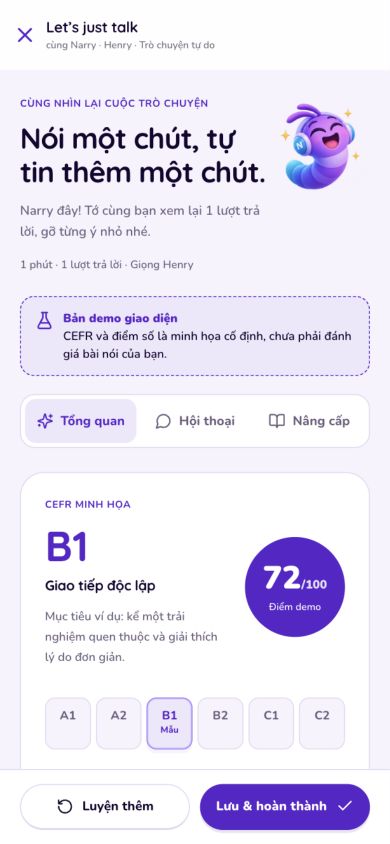 Let's just talk
cùng Narry · Henry · Trò chuyện tự do
CÙNG NHÌN LẠI CUỘC TRÒ CHUYỆN
Nói một chút, tự
tin thêm một chút.
N
Narry đây! Tớ cùng bạn xem lại 1 lượt trả
lời, gỡ từng ý nhỏ nhé.
1 phút · 1 lượt trả lời · Giọng Henry
Bản demo giao diện
CEFR và điểm số là minh họa cố định, chưa phải đánh
giá bài nói của bạn.
Tổng quan
Hội thoại
Nâng cấp
CEFR MINH HỌA
B1
Giao tiếp độc lập
Mục tiêu ví dụ: kể một trải
nghiệm quen thuộc và giải thích
lý do đơn giản.
72/100
Điểm demo
A1
A2
B1
Mẫu
B2
C1
C2
Luyện thêm
Lưu & hoàn thành